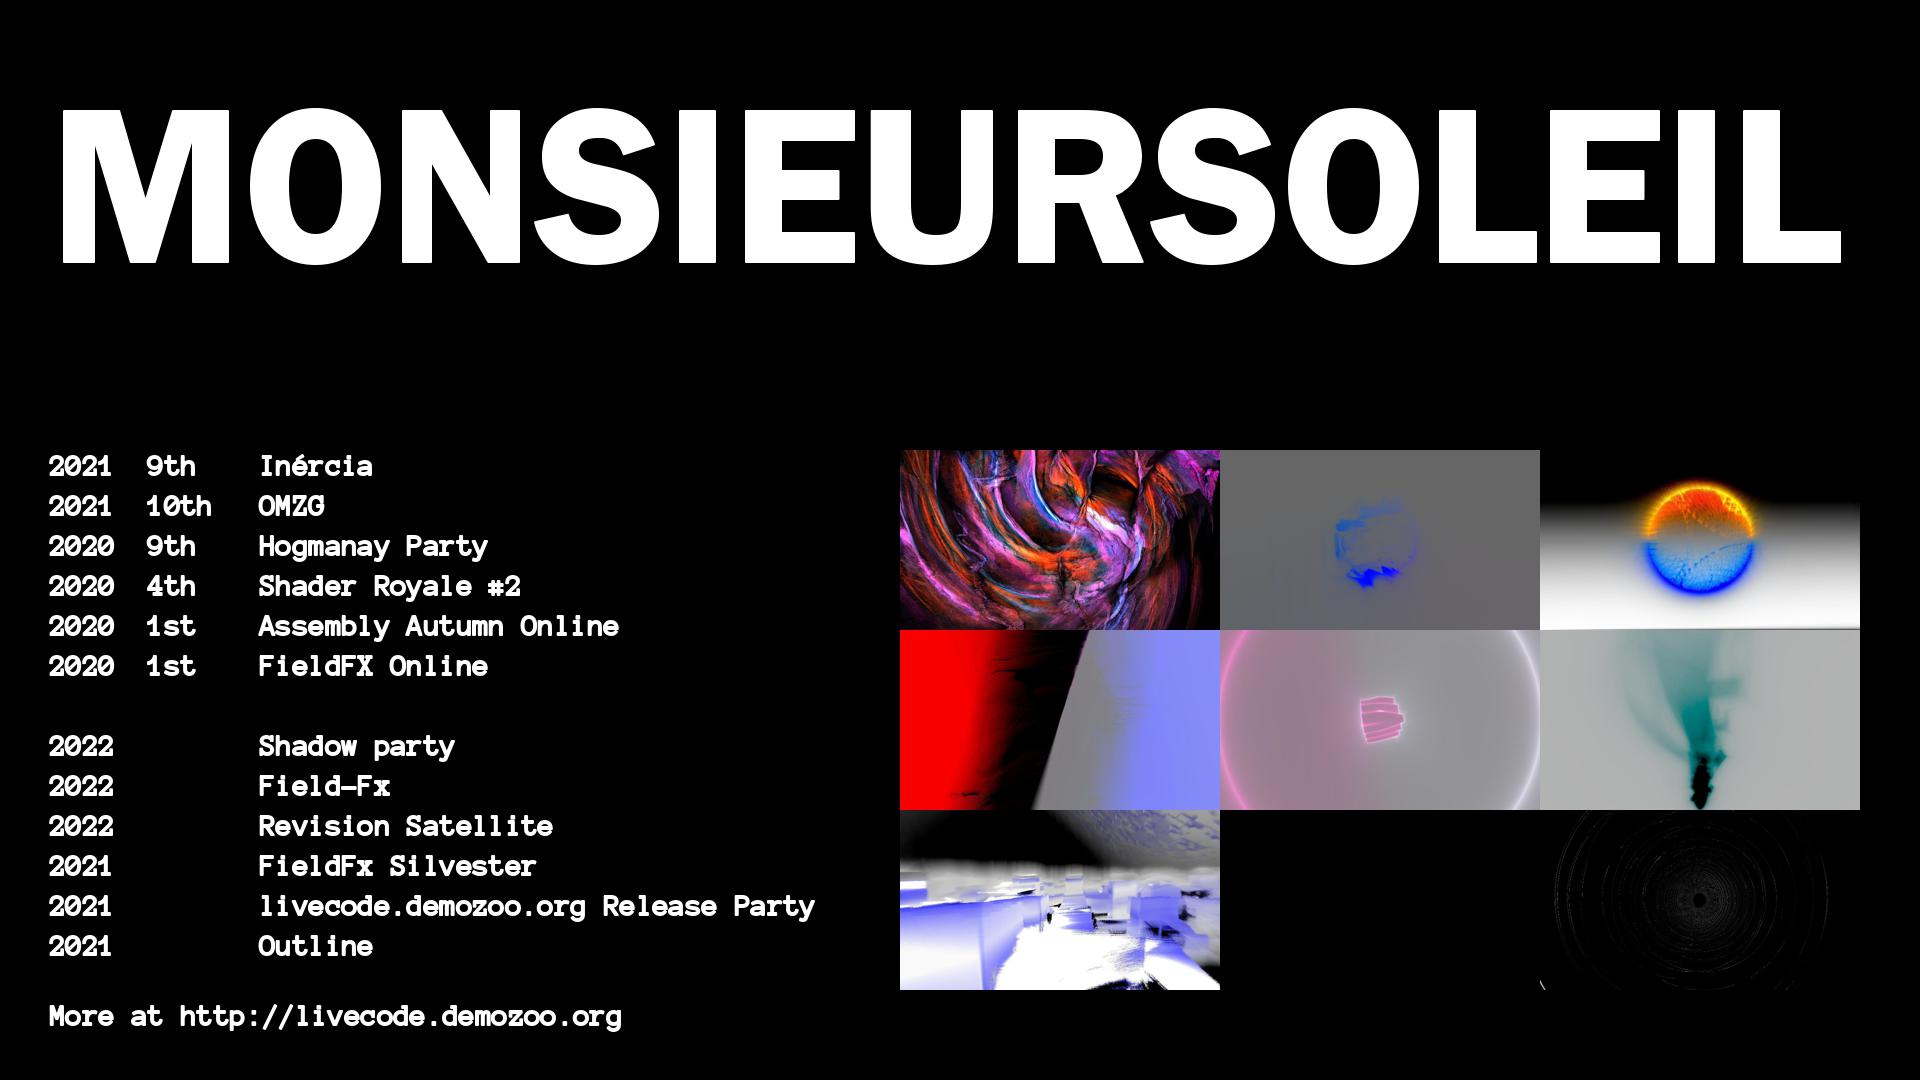 MONSIEURSOLEIL
2021 9th Inércia
2021 10th OMZG
2020 9th Hogmanay Party
2020 4th Shader Royale #2
2020 1st Assembly Autumn Online
2020 1st FieldFX Online
2022 Shadow party
2022 Field-Fx
2022 Revision Satellite
2021 FieldFx Silvester
2021 livecode.demozoo.org Release Party
2021 Outline
More at http://livecode.demozoo.org